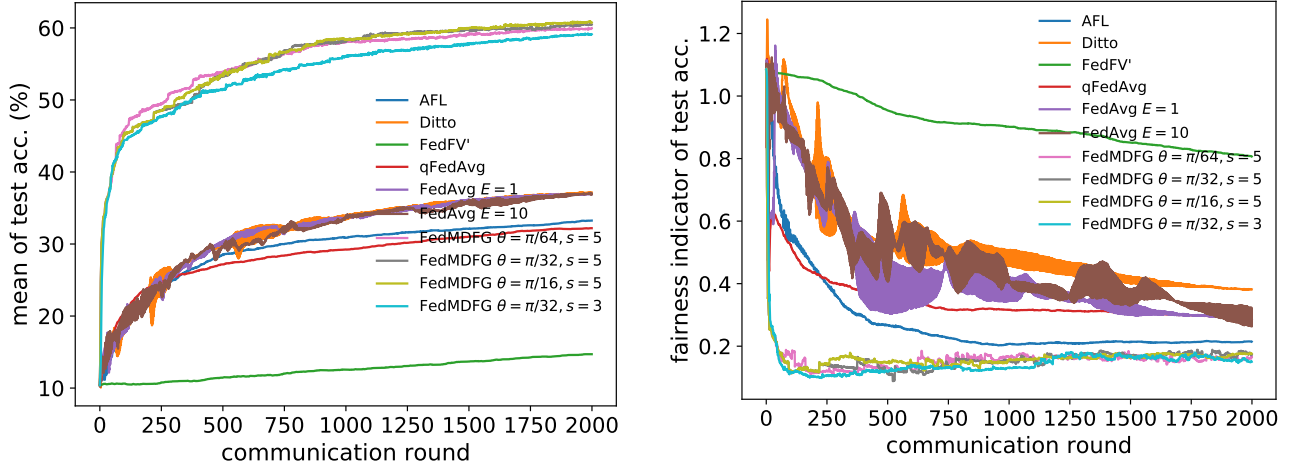 mean of test acc. (%)
60
50
40
30
20
10
0 250 500 750 1000 1250 1500 1750 2000
communication round
AFL
Ditto
FedFV'
qFedAvg
FedAvg E = 1
FedAvg E = 10
FedMDFG θ = π/64, s = 5
FedMDFG θ = π/32, s = 5
FedMDFG θ = π/16, s = 5
FedMDFG θ = π/32, s = 3
fairness indicator of test acc.
1.2
1.0
0.8
0.6
0.4
0.2
0 250 500 750 1000 1250 1500 1750 2000
communication round
AFL
Ditto
FedFV'
qFedAvg
FedAvg E = 1
FedAvg E = 10
FedMDFG θ = π/64, s = 5
FedMDFG θ = π/32, s = 5
FedMDFG θ = π/16, s = 5
FedMDFG θ = π/32, s = 3